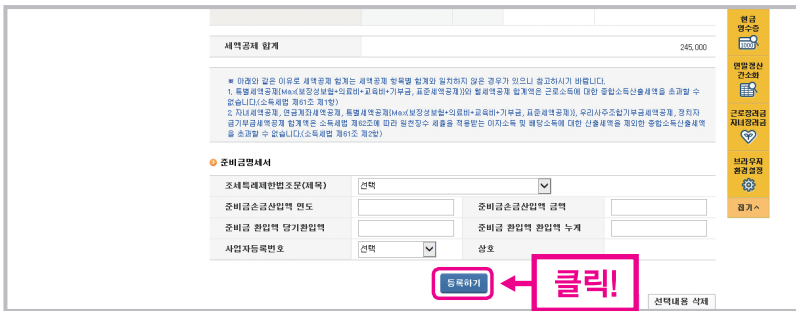 세액공제 합계 245,000
※ 아래와 같은 이유로 세액공제 합계는 세액공제 항목별 합계와 일치하지 않은 경우가 있으니 참고하시기 바랍니다.
1. 특별세액공제[Max(보장성보험+의료비+교육비+기부금, 표준세액공제)]와 월세액공제 합계액은 근로소득에 대한 종합소득산출세액을 초과할 수
없습니다.(소득세법 제61조 제1항)
2. 자녀세액공제, 연금계좌세액공제, 특별세액공제[Max(보장성보험+의료비+교육비+기부금, 표준세액공제)], 우리사주조합기부금세액공제, 정치자
금기부금세액공제 합계액은 소득세법 제62조에 따라 원천징수 세율을 적용받는 이자소득 및 배당소득에 대한 산출세액을 제외한 종합소득산출세액
을 초과할 수 없습니다.(소득세법 제61조 제2항)
준비금명세서
조세특례제한법조문(제목) 선택
준비금손금산입액 연도 준비금손금산입액 금액
준비금 환입액 당기환입액 준비금 환입액 환입액 누계
사업자등록번호 선택 상호
등록하기 클릭!
선택내용 삭제
현금
영수증
연말정산
간소화
근로장려금
자녀장려금
브라우저
환경설정
접기^